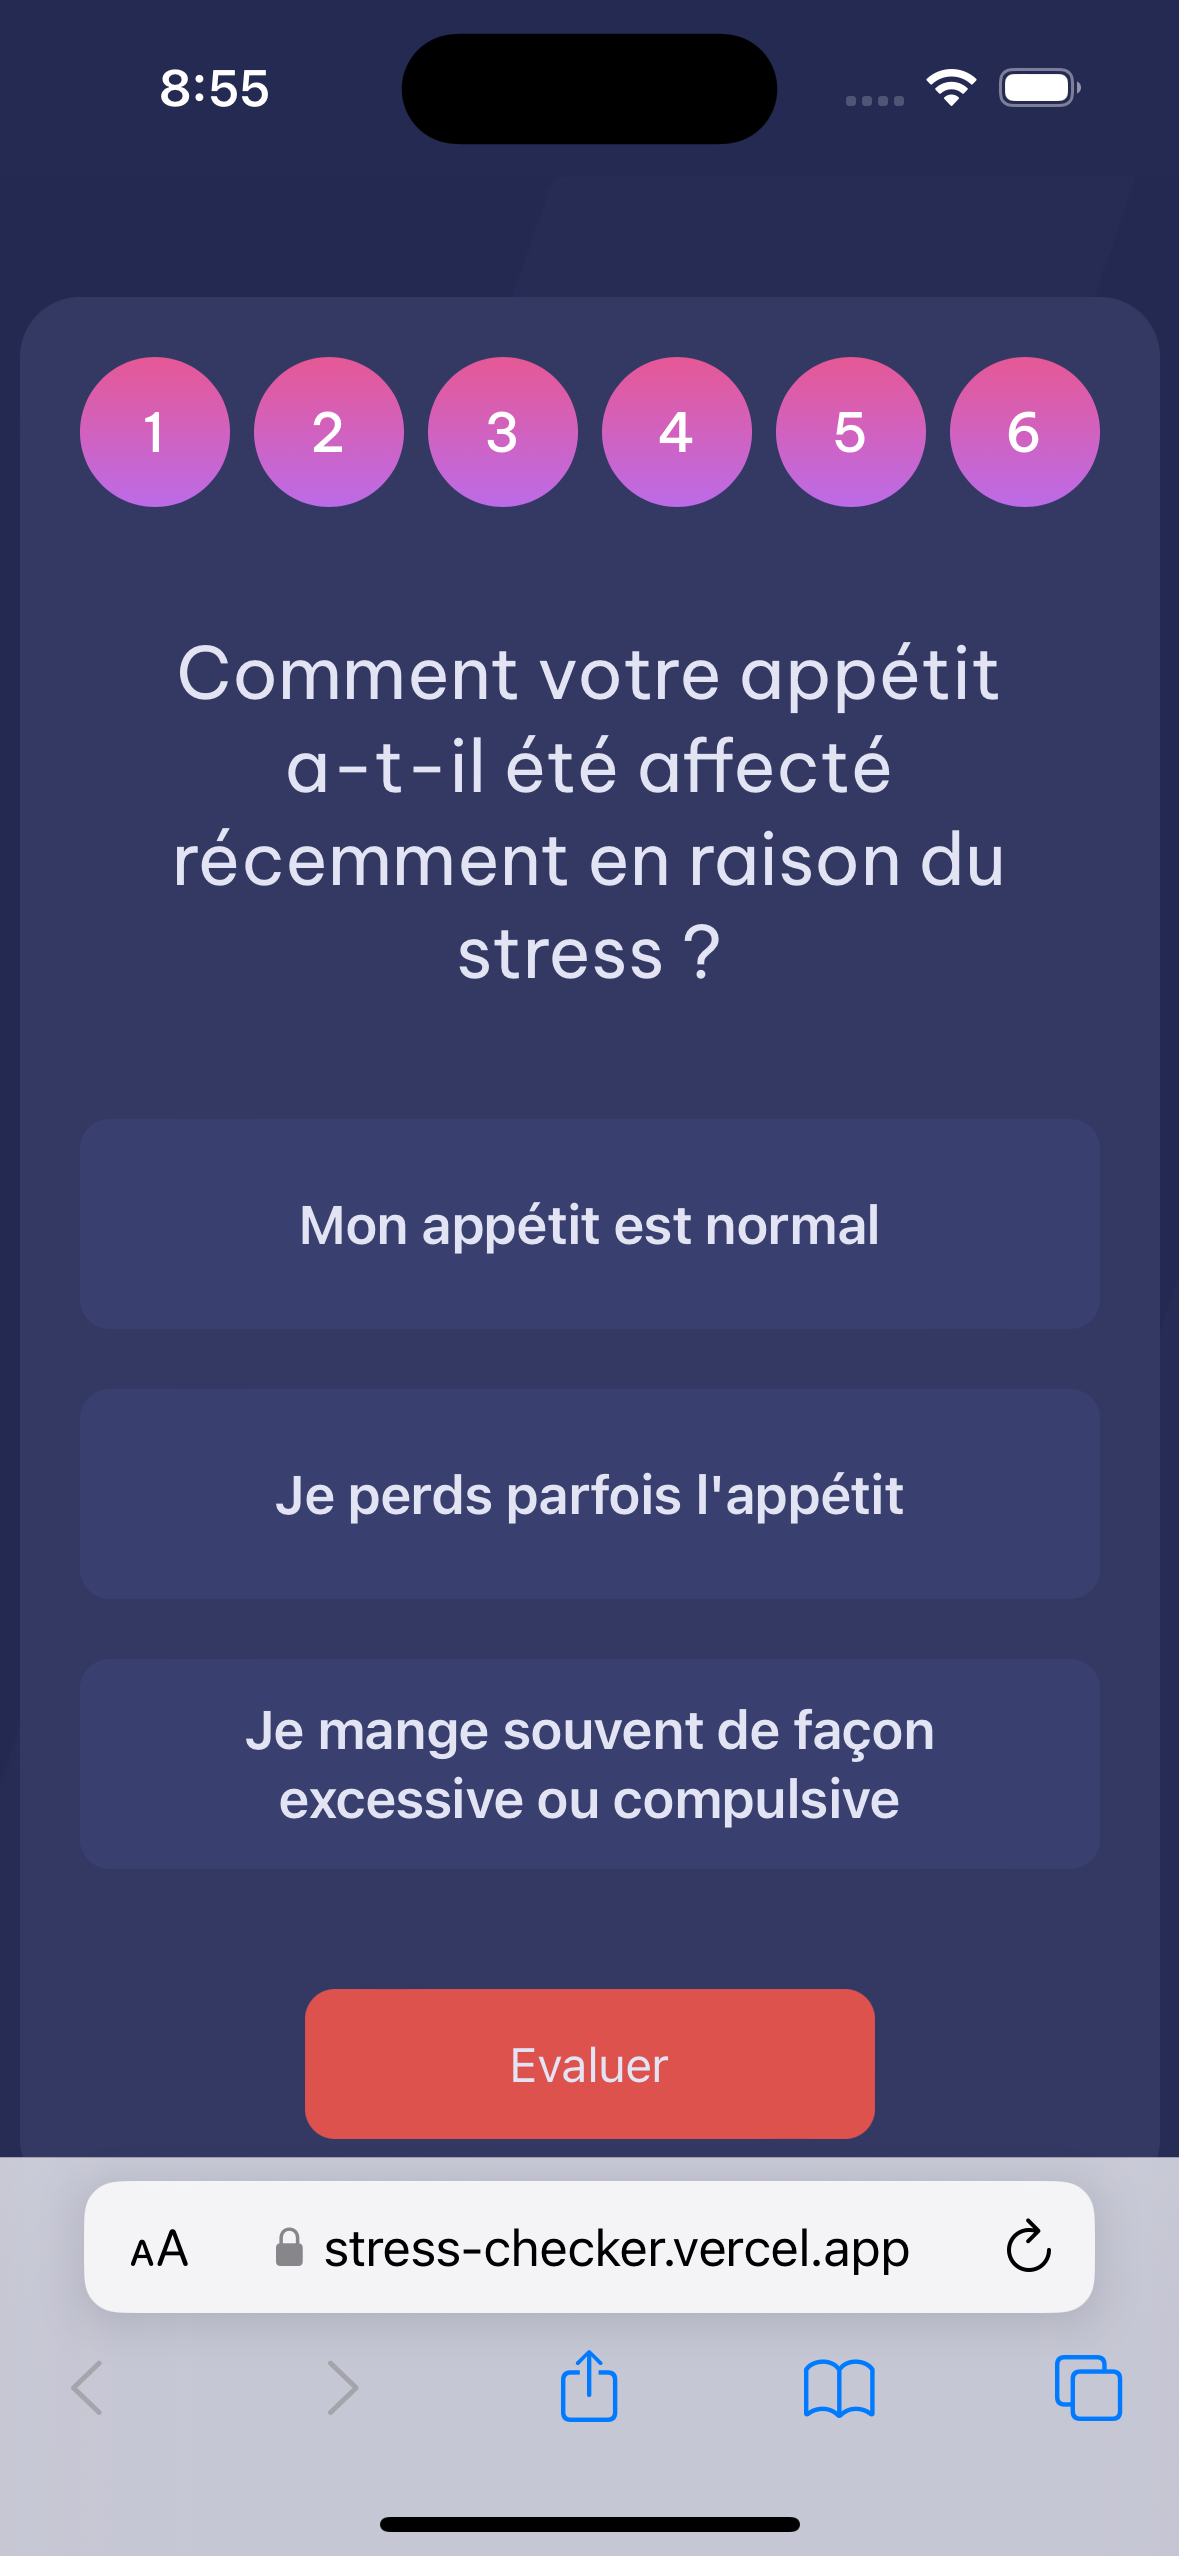 8:55
1 2 3 4 5 6
Comment votre appétit
a-t-il été affecté
récemment en raison du
stress ?
Mon appétit est normal
Je perds parfois l'appétit
Je mange souvent de façon
excessive ou compulsive
Evaluer
AA stress-checker.vercel.app